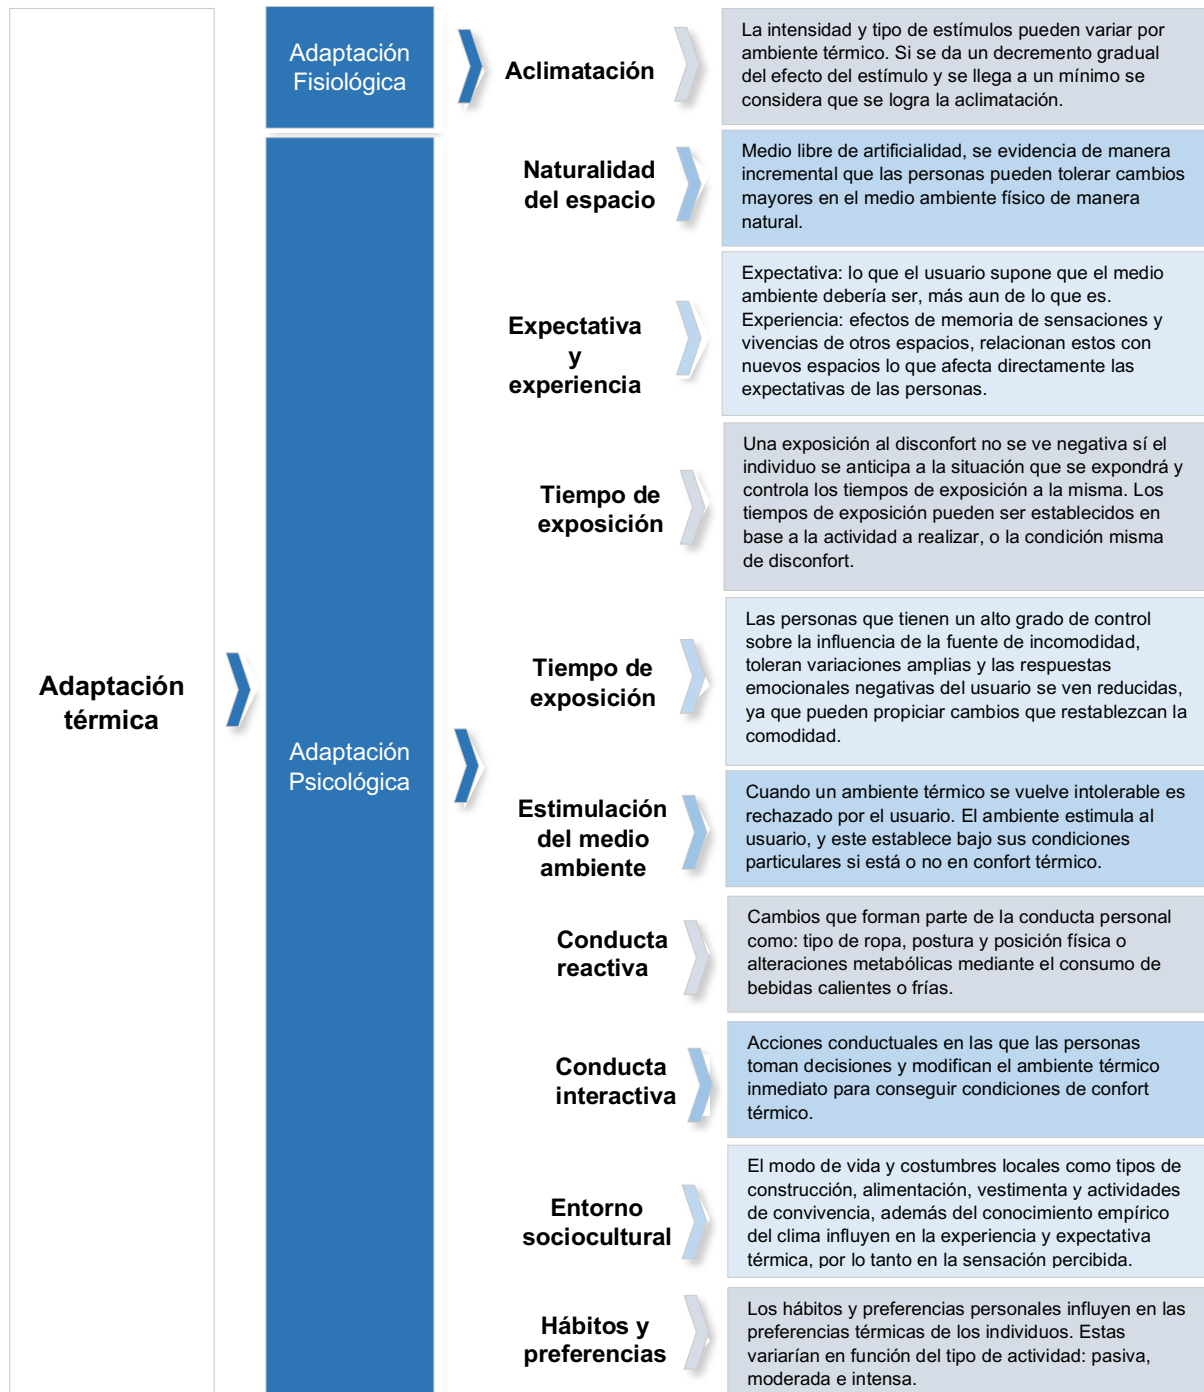 Adaptación
térmica
Adaptación
Fisiológica
Aclimatación
La intensidad y tipo de estímulos pueden variar por
ambiente térmico. Si se da un decremento gradual
del efecto del estímulo y se llega a un mínimo se
considera que se logra la aclimatación.
Adaptación
Psicológica
Naturalidad
del espacio
Medio libre de artificialidad, se evidencia de manera
incremental que las personas pueden tolerar cambios
mayores en el medio ambiente físico de manera
natural.
Expectativa
y
experiencia
Expectativa: lo que el usuario supone que el medio
ambiente debería ser, más aun de lo que es.
Experiencia: efectos de memoria de sensaciones y
vivencias de otros espacios, relacionan estos con
nuevos espacios lo que afecta directamente las
expectativas de las personas.
Tiempo de
exposición
Una exposición al disconfort no se ve negativa sí el
individuo se anticipa a la situación que se expondrá y
controla los tiempos de exposición a la misma. Los
tiempos de exposición pueden ser establecidos en
base a la actividad a realizar, o la condición misma
de disconfort.
Tiempo de
exposición
Las personas que tienen un alto grado de control
sobre la influencia de la fuente de incomodidad,
toleran variaciones amplias y las respuestas
emocionales negativas del usuario se ven reducidas,
ya que pueden propiciar cambios que restablezcan la
comodidad.
Estimulación
del medio
ambiente
Cuando un ambiente térmico se vuelve intolerable es
rechazado por el usuario. El ambiente estimula al
usuario, y este establece bajo sus condiciones
particulares si está o no en confort térmico.
Conducta
reactiva
Cambios que forman parte de la conducta personal
como: tipo de ropa, postura y posición física o
alteraciones metabólicas mediante el consumo de
bebidas calientes o frías.
Conducta
interactiva
Acciones conductuales en las que las personas
toman decisiones y modifican el ambiente térmico
inmediato para conseguir condiciones de confort
térmico.
Entorno
sociocultural
El modo de vida y costumbres locales como tipos de
construcción, alimentación, vestimenta y actividades
de convivencia, además del conocimiento empírico
del clima influyen en la experiencia y expectativa
térmica, por lo tanto en la sensación percibida.
Hábitos y
preferencias
Los hábitos y preferencias personales influyen en las
preferencias térmicas de los individuos. Estas
variarían en función del tipo de actividad: pasiva,
moderada e intensa.